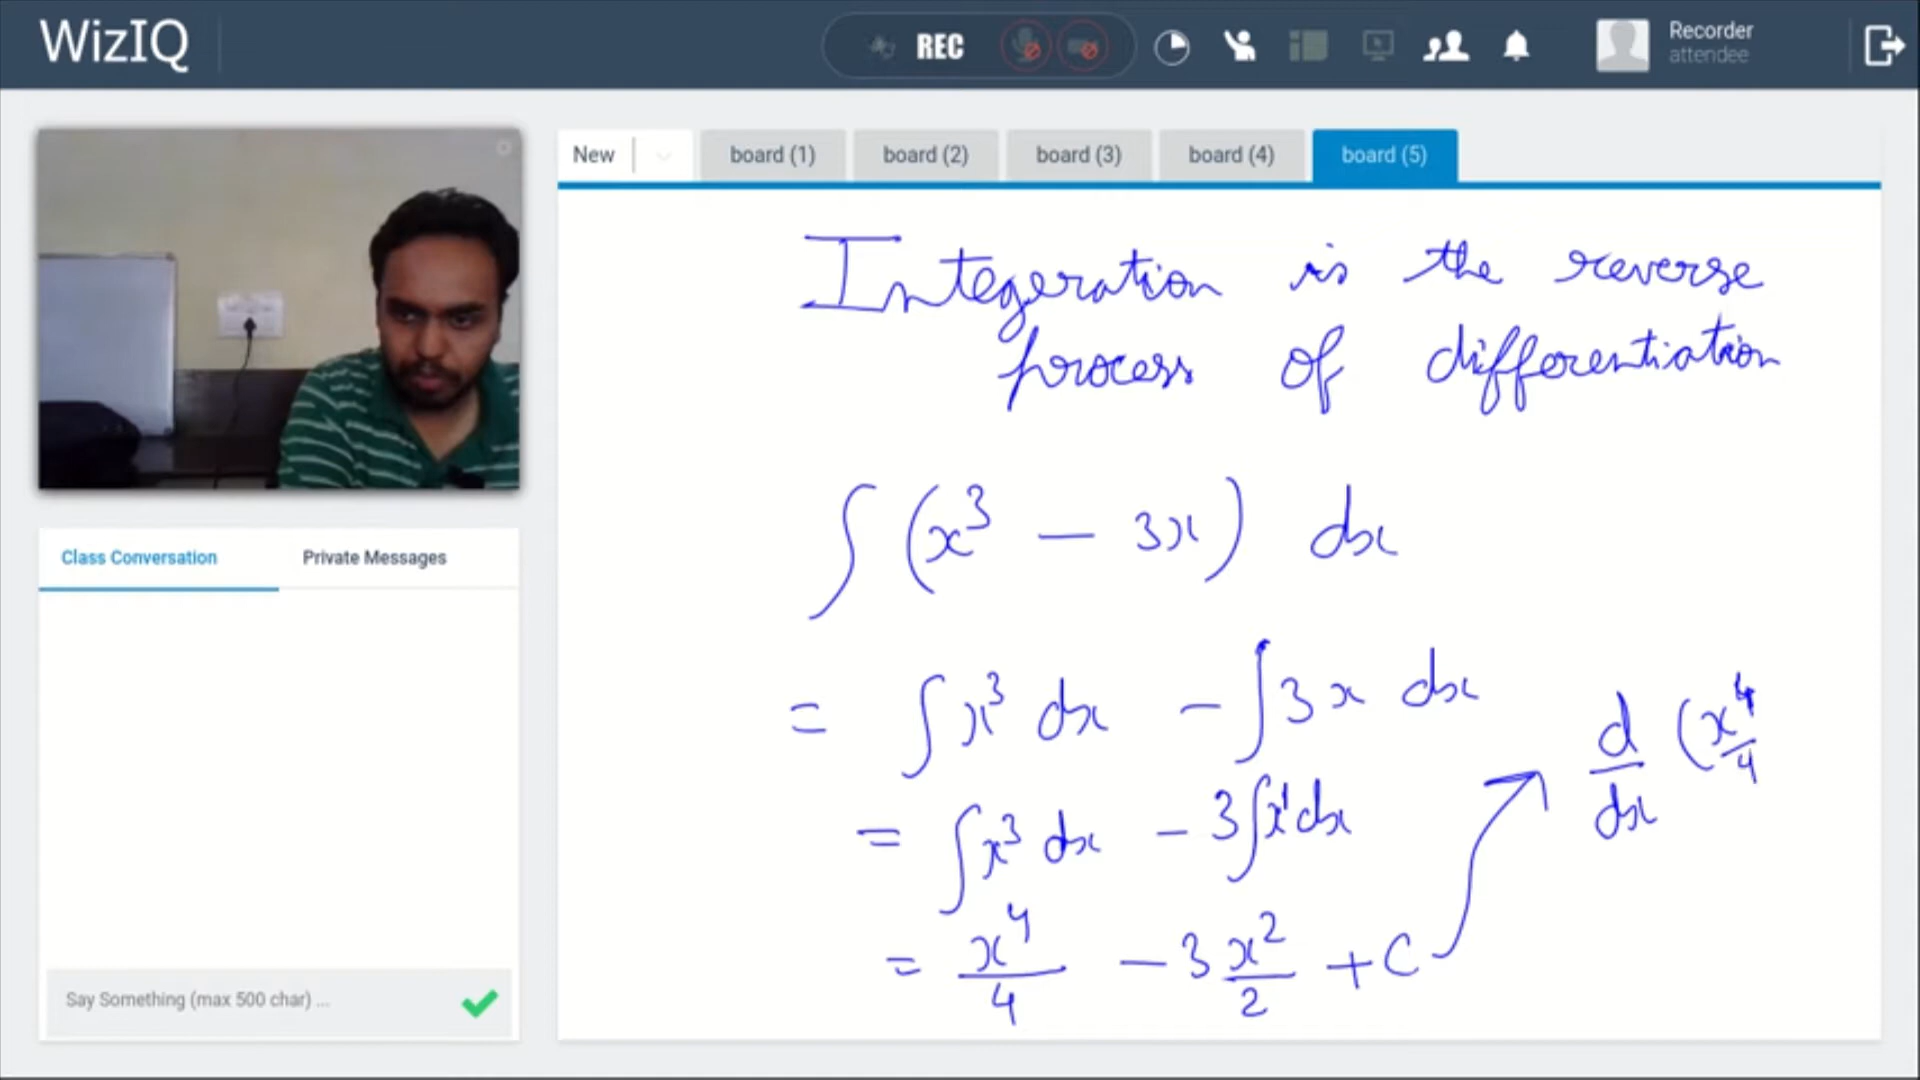 WizIQ
REC
Recorder
attendee
New
board (1)
board (2)
board (3)
board (4)
board (5)
Integeration is the reverse
process of differentiation
∫ (x³ – 3x) dx
= ∫ x³ dx – ∫ 3x dx
= ∫ x³ dx – 3∫x¹dx
= x⁴/4 – 3 x²/2 + C
d/dx (x⁴/4
Class Conversation
Private Messages
Say Something (max 500 char) ...